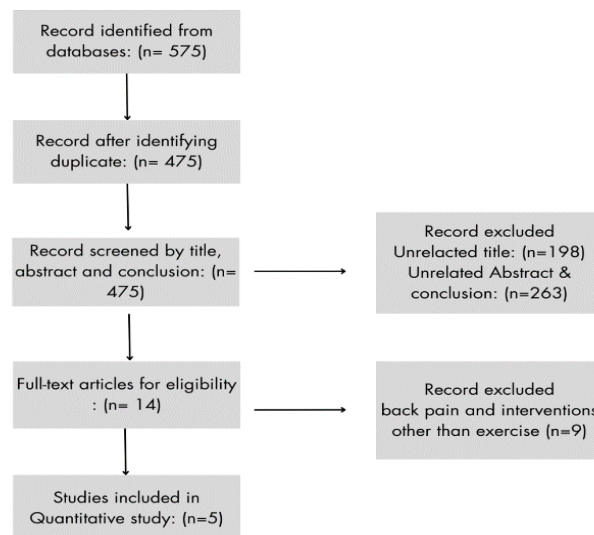 Record identified from
databases: (n= 575)
Record after identifying
duplicate: (n= 475)
Record screened by title,
abstract and conclusion: (n=
475)
Record excluded
Unrelacted title: (n=198)
Unrelated Abstract &
conclusion: (n=263)
Full-text articles for eligibility
: (n= 14)
Record excluded
back pain and interventions
other than exercise (n=9)
Studies included in
Quantitative study: (n=5)